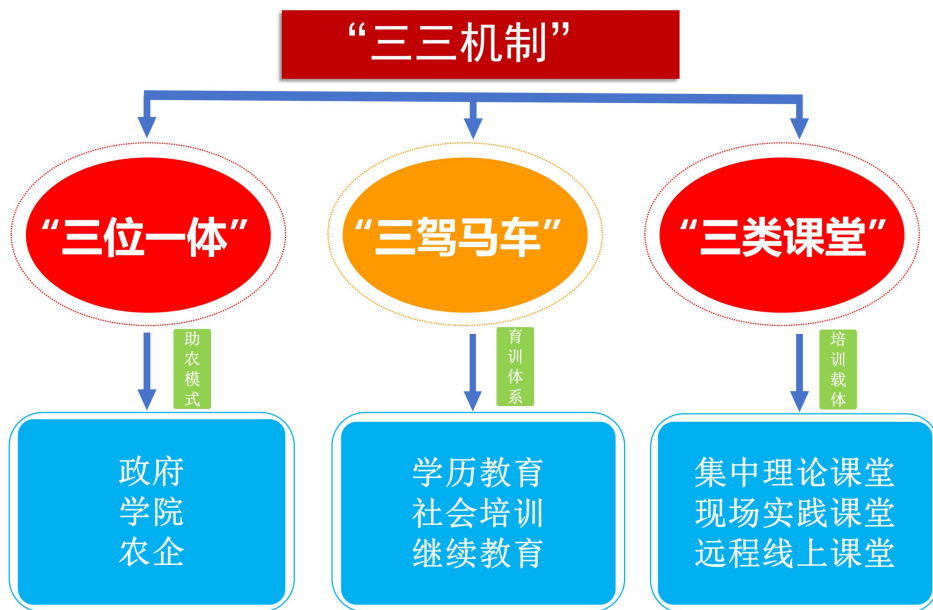 “三三机制”
“三位一体”
“三驾马车”
“三类课堂”
助农模式
育训体系
培训载体
政府
学院
农企
学历教育
社会培训
继续教育
集中理论课堂
现场实践课堂
远程线上课堂